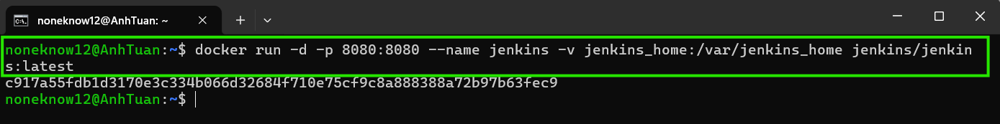 noneknow12@AnhTuan: ~
noneknow12@AnhTuan:~$ docker run -d -p 8080:8080 --name jenkins -v jenkins_home:/var/jenkins_home jenkins/jenkin
s:latest
c917a55fdb1d3170e3c334b066d32684f710e75cf9c8a888388a72b97b63fec9
noneknow12@AnhTuan:~$